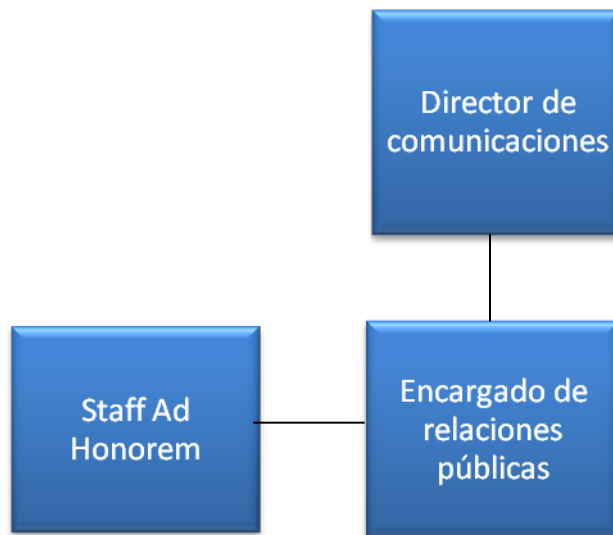 Director de
comunicaciones
Staff Ad
Honorem
Encargado de
relaciones
públicas